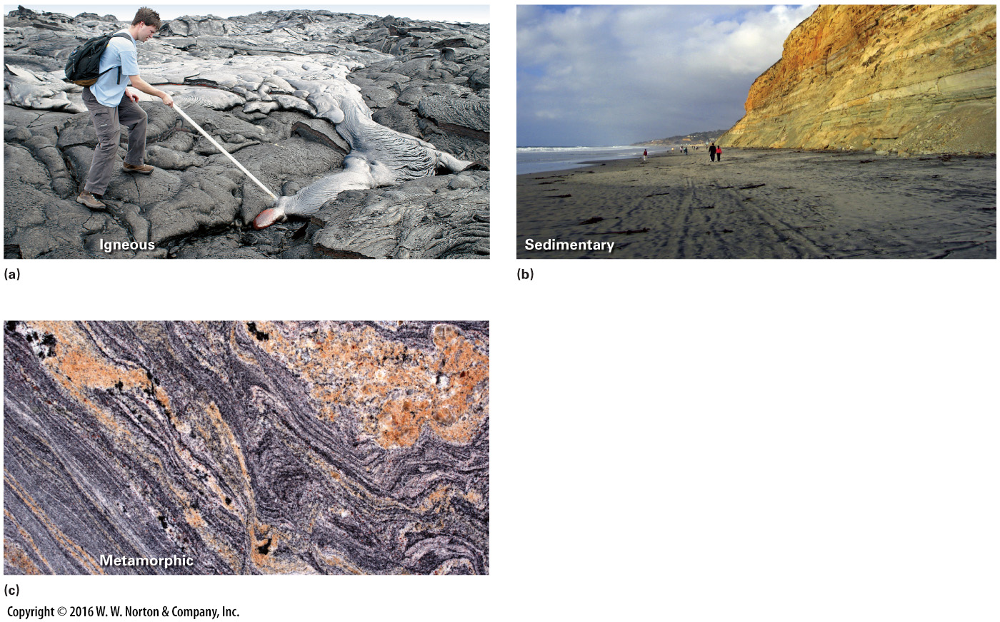 Igneous
(a)
Sedimentary
(b)
Metamorphic
(c)
Copyright © 2016 W. W. Norton & Company, Inc.